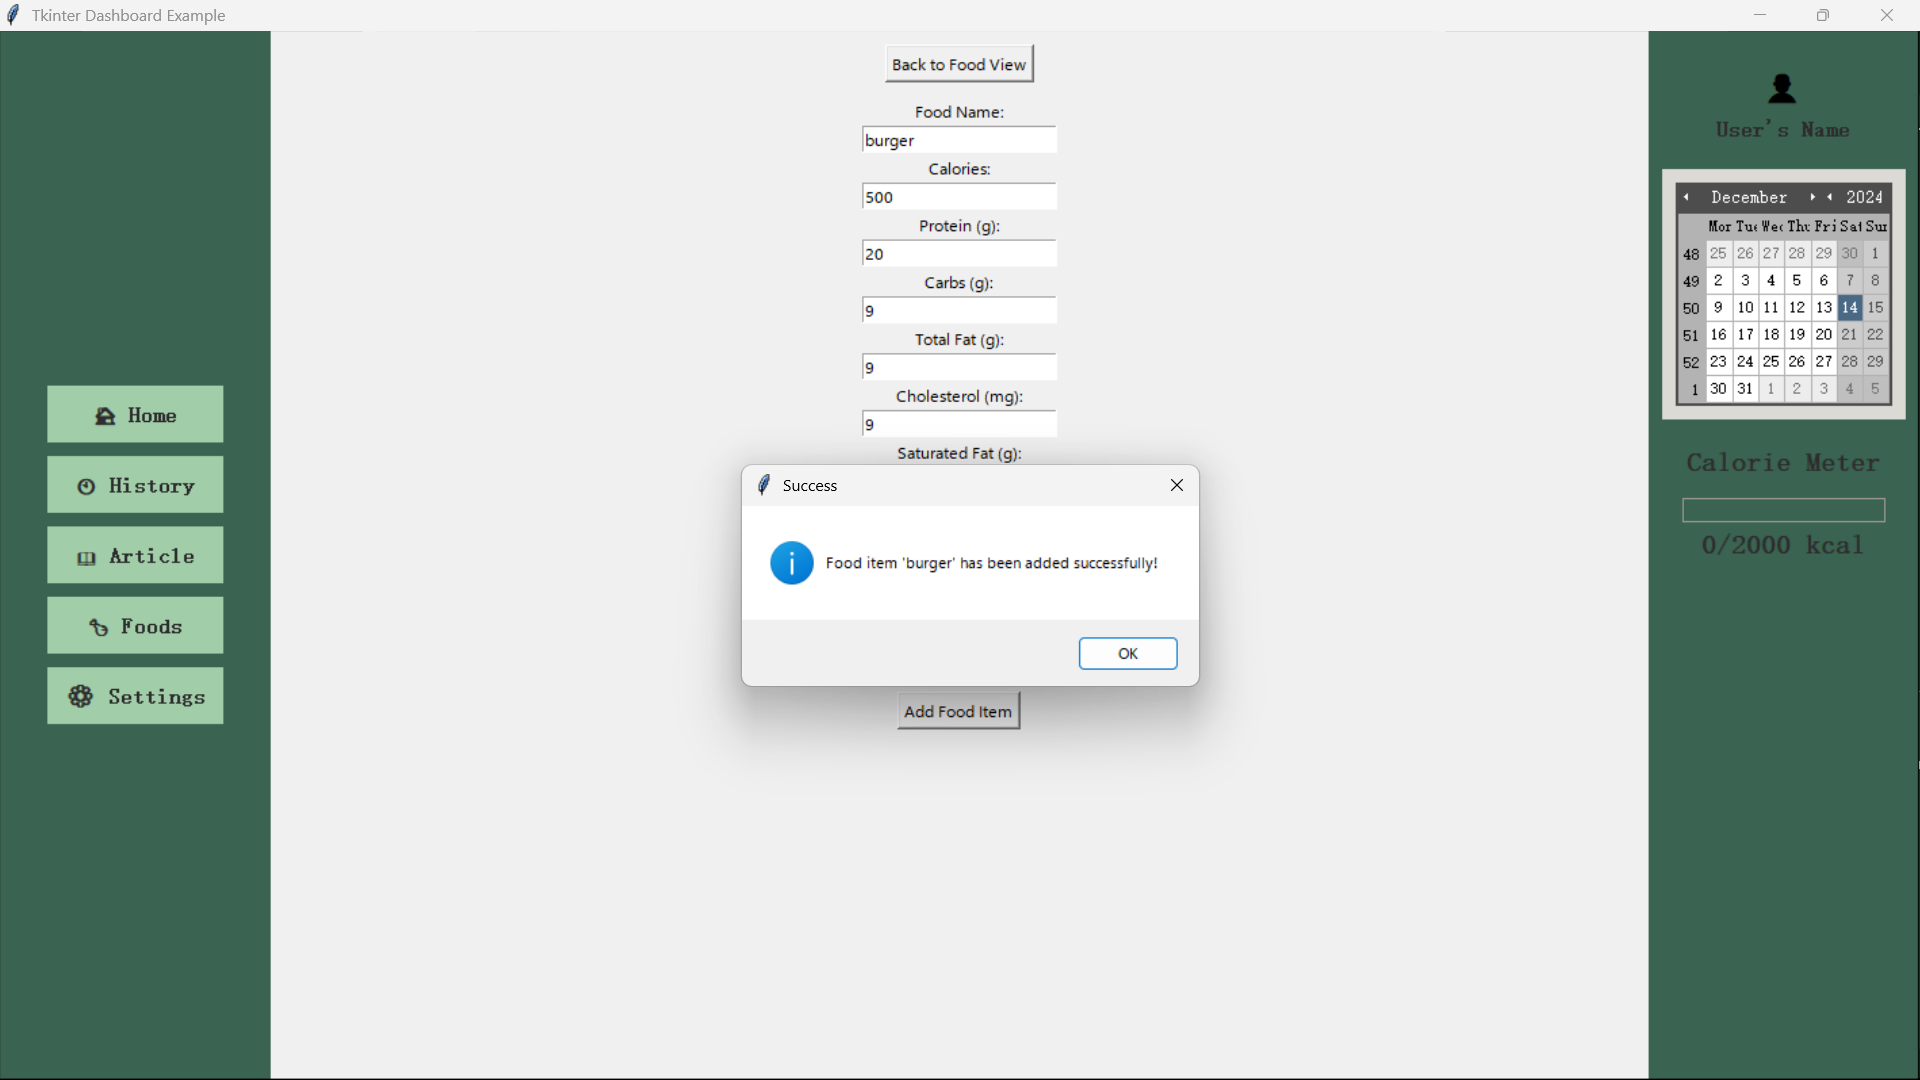 Tkinter Dashboard Example
Back to Food View
Food Name:
burger
Calories:
500
Protein (g):
20
Carbs (g):
9
Total Fat (g):
9
Cholesterol (mg):
9
Saturated Fat (g):
Success
Food item 'burger' has been added successfully!
OK
Add Food Item
Home
History
Article
Foods
Settings
User's Name
December 2024
Mon Tue Wed Thu Fri Sat Sun
48 25 26 27 28 29 30 1
49 2 3 4 5 6 7 8
50 9 10 11 12 13 14 15
51 16 17 18 19 20 21 22
52 23 24 25 26 27 28 29
1 30 31 1 2 3 4 5
Calorie Meter
0/2000 kcal